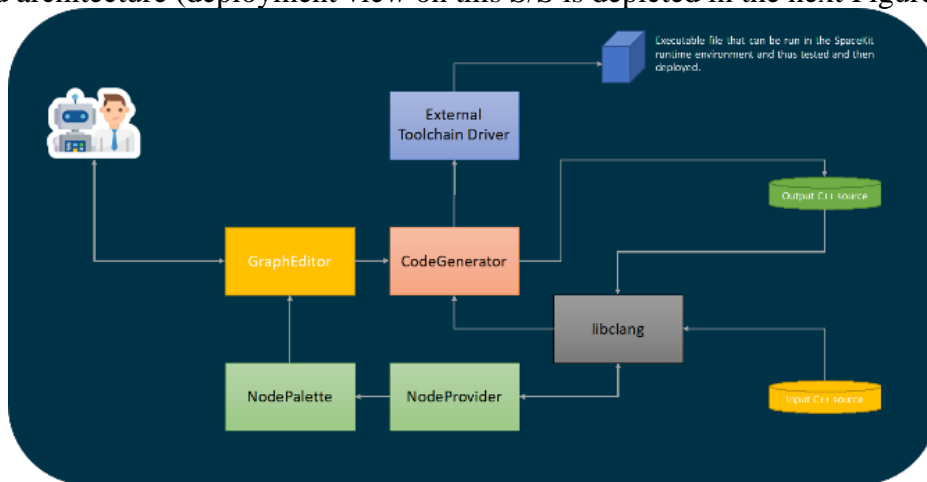 d architecture (deployment view on this S/S is depicted in the next Figure
Executable file that can be run in the SpaceKit
runtime environment and thus tested and then
deployed.
External
Toolchain Driver
Output C++ source
GraphEditor
CodeGenerator
libclang
NodePalette
NodeProvider
Input C++ source